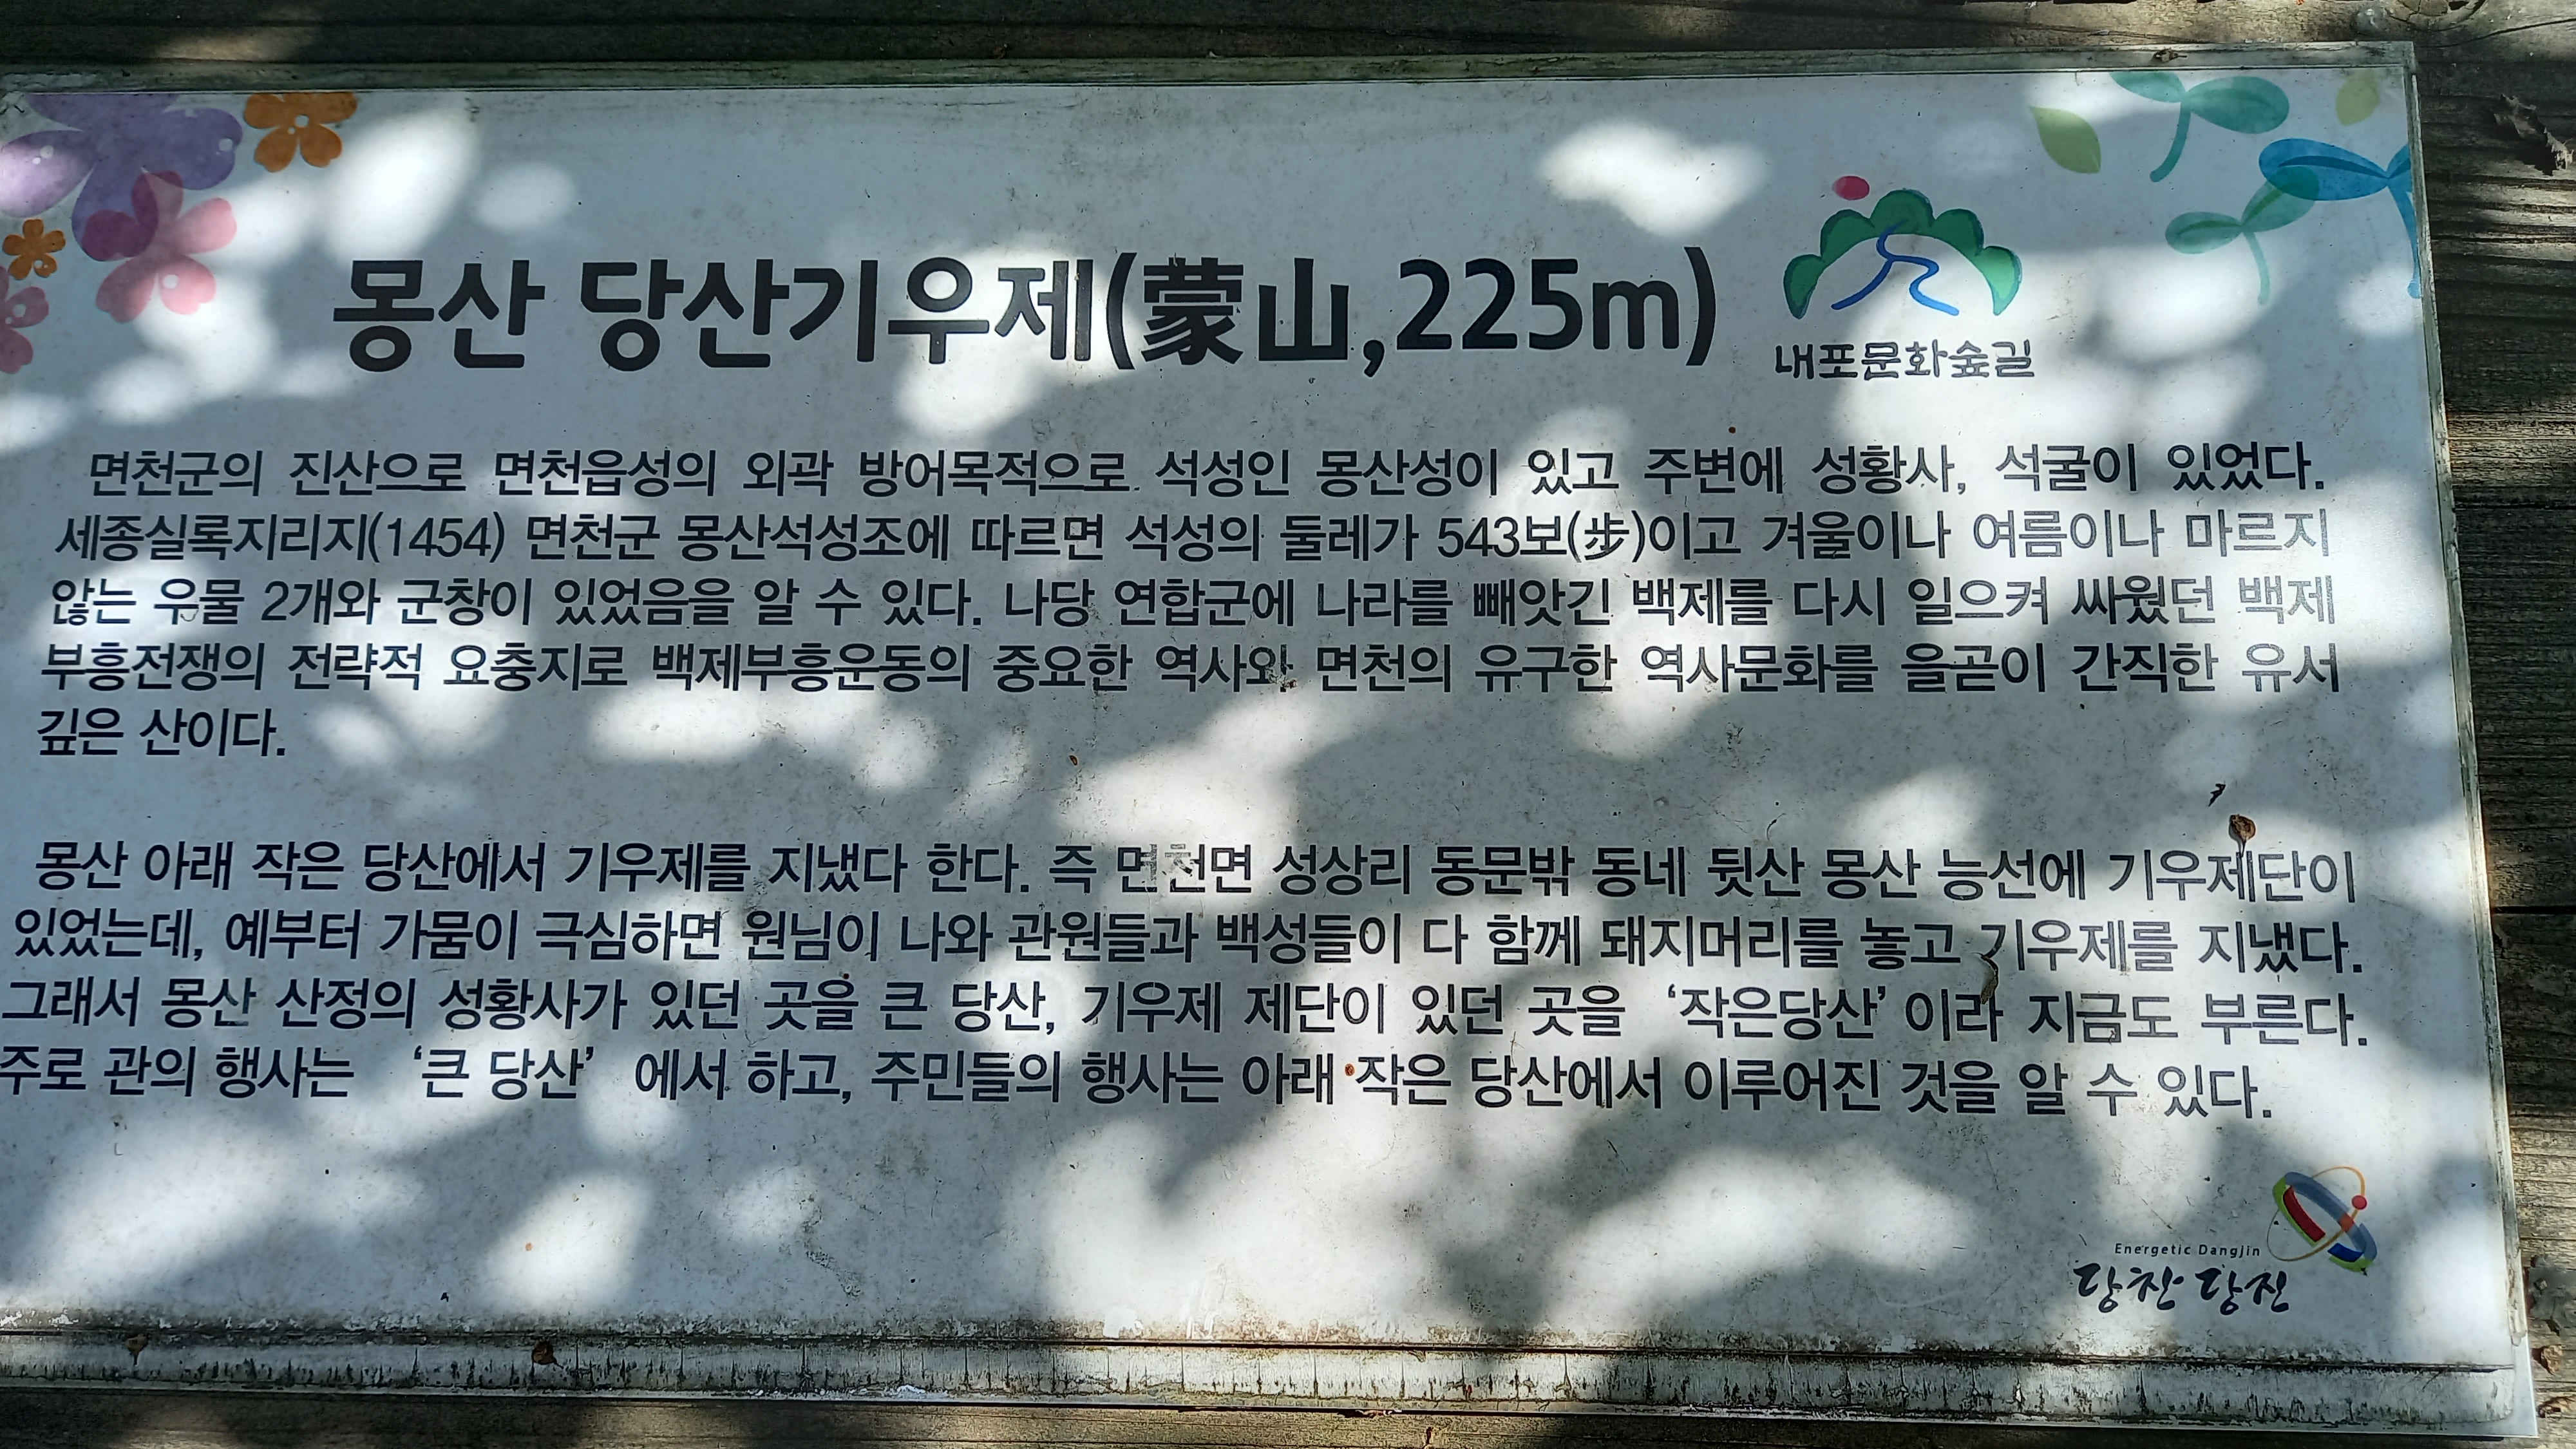 몽산 당산기우제(蒙山,225m)
내포문화숲길
면천군의 진산으로 면천읍성의 외곽 방어목적으로 석성인 몽산성이 있고 주변에 성황사, 석굴이 있었다.
세종실록지리지(1454) 면천군 몽산석성조에 따르면 석성의 둘레가 543보(步)이고 겨울이나 여름이나 마르지
않는 우물 2개와 군창이 있었음을 알 수 있다. 나당 연합군에 나라를 빼앗긴 백제를 다시 일으켜 싸웠던 백제
부흥전쟁의 전략적 요충지로 백제부흥운동의 중요한 역사와 면천의 유구한 역사문화를 올곧이 간직한 유서
깊은 산이다.
몽산 아래 작은 당산에서 기우제를 지냈다 한다. 즉 면천면 성상리 동문밖 동네 뒷산 몽산 능선에 기우제단이
있었는데, 예부터 가뭄이 극심하면 원님이 나와 관원들과 백성들이 다 함께 돼지머리를 놓고 기우제를 지냈다.
그래서 몽산 산정의 성황사가 있던 곳을 큰 당산, 기우제 제단이 있던 곳을 ‘작은당산’이라 지금도 부른다.
주로 관의 행사는 ‘큰 당산’ 에서 하고, 주민들의 행사는 아래 작은 당산에서 이루어진 것을 알 수 있다.
Energetic Dangjin
당찬 당진